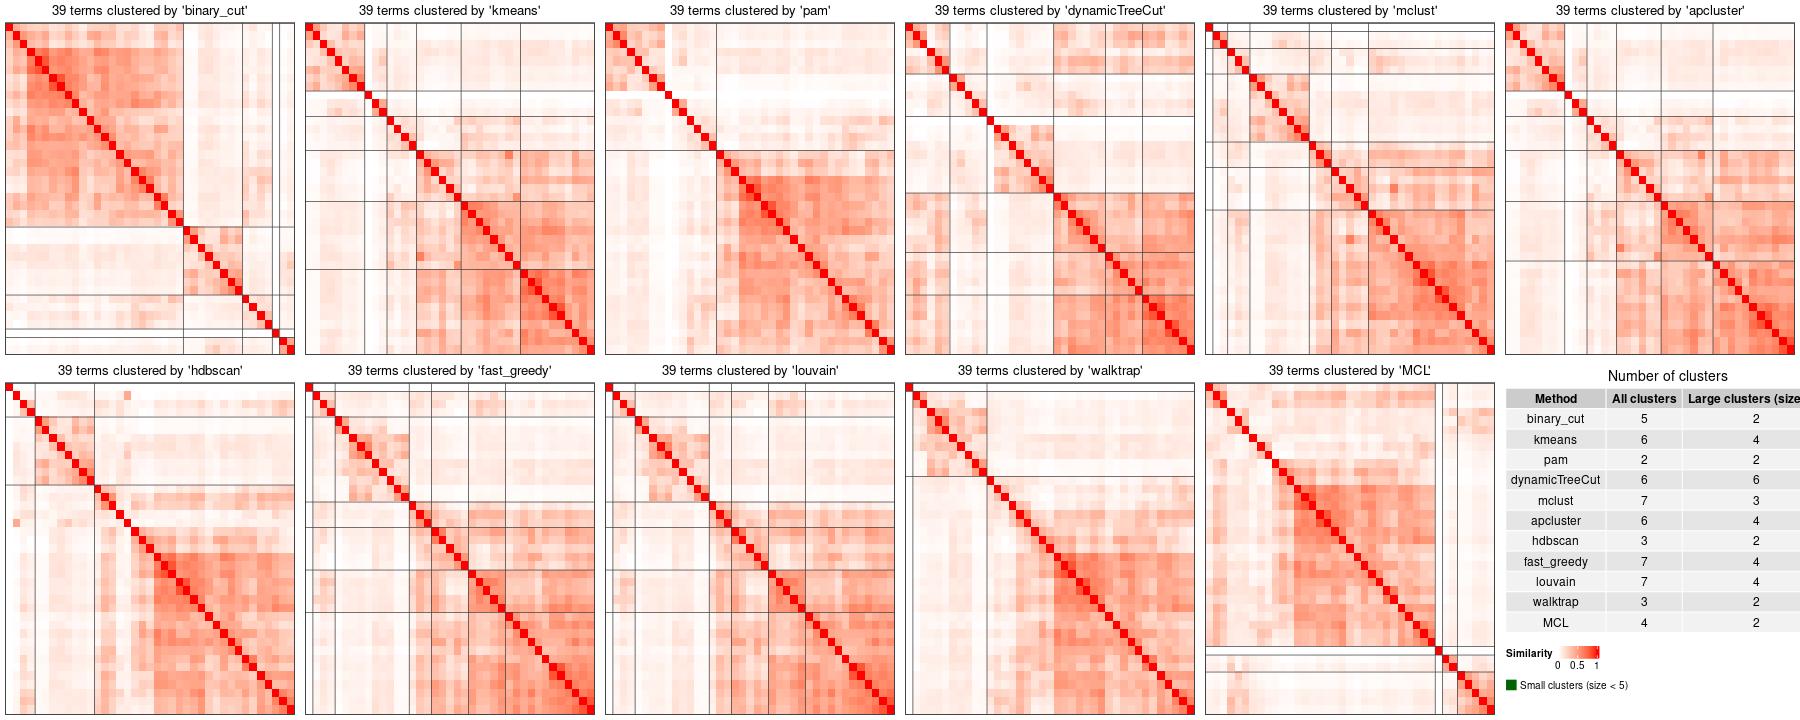 39 terms clustered by 'binary_cut'
39 terms clustered by 'kmeans'
39 terms clustered by 'pam'
39 terms clustered by 'dynamicTreeCut'
39 terms clustered by 'mclust'
39 terms clustered by 'apcluster'
39 terms clustered by 'hdbscan'
39 terms clustered by 'fast_greedy'
39 terms clustered by 'louvain'
39 terms clustered by 'walktrap'
39 terms clustered by 'MCL'
Number of clusters
Method All clusters Large clusters (size
binary_cut 5 2
kmeans 6 4
pam 2 2
dynamicTreeCut 6 6
mclust 7 3
apcluster 6 4
hdbscan 3 2
fast_greedy 7 4
louvain 7 4
walktrap 3 2
MCL 4 2
Similarity
0 0.5 1
Small clusters (size < 5)